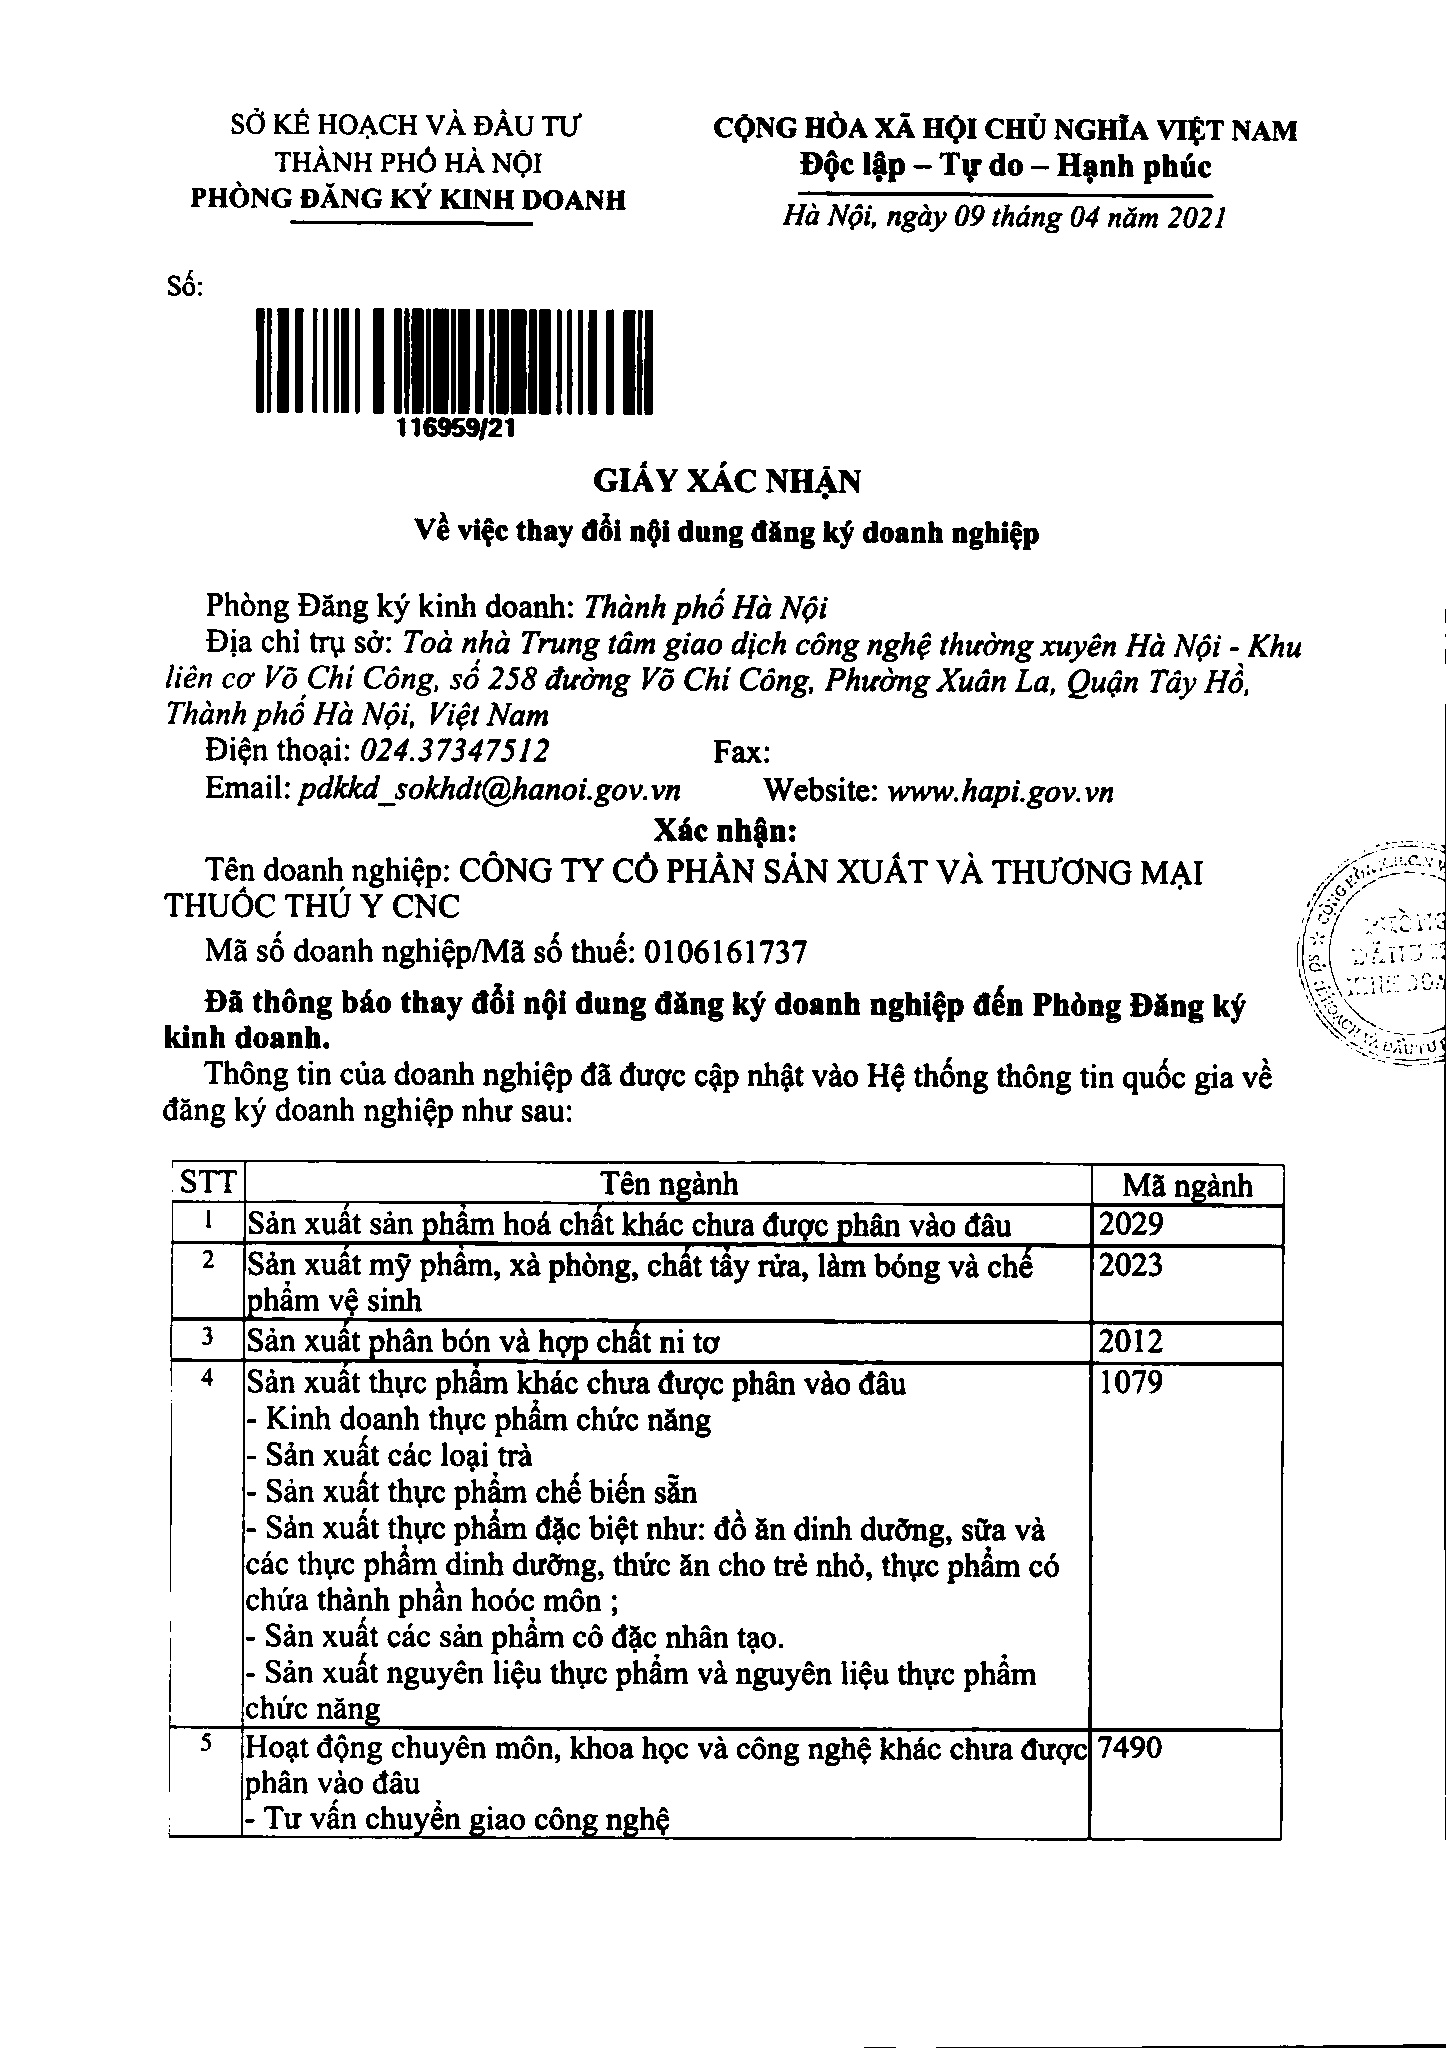 SỞ KẾ HOẠCH VÀ ĐẦU TƯ
THÀNH PHỐ HÀ NỘI
PHÒNG ĐĂNG KÝ KINH DOANH
CỘNG HÒA XÃ HỘI CHỦ NGHĨA VIỆT NAM
Độc lập – Tự do – Hạnh phúc
Hà Nội, ngày 09 tháng 04 năm 2021
Số:
116959/21
GIẤY XÁC NHẬN
Về việc thay đổi nội dung đăng ký doanh nghiệp
Phòng Đăng ký kinh doanh: Thành phố Hà Nội
Địa chỉ trụ sở: Toà nhà Trung tâm giao dịch công nghệ thường xuyên Hà Nội - Khu
liên cơ Võ Chí Công, số 258 đường Võ Chí Công, Phường Xuân La, Quận Tây Hồ,
Thành phố Hà Nội, Việt Nam
Điện thoại: 024.37347512 Fax:
Email: pdkkd_sokhdt@hanoi.gov.vn Website: www.hapi.gov.vn
Xác nhận:
Tên doanh nghiệp: CÔNG TY CỔ PHẦN SẢN XUẤT VÀ THƯƠNG MẠI
THUỐC THÚ Y CNC
Mã số doanh nghiệp/Mã số thuế: 0106161737
Đã thông báo thay đổi nội dung đăng ký doanh nghiệp đến Phòng Đăng ký
kinh doanh.
Thông tin của doanh nghiệp đã được cập nhật vào Hệ thống thông tin quốc gia về
đăng ký doanh nghiệp như sau:
STT Tên ngành Mã ngành
1 Sản xuất sản phẩm hoá chất khác chưa được phân vào đâu 2029
2 Sản xuất mỹ phẩm, xà phòng, chất tẩy rửa, làm bóng và chế 2023
phẩm vệ sinh
3 Sản xuất phân bón và hợp chất ni tơ 2012
4 Sản xuất thực phẩm khác chưa được phân vào đâu 1079
- Kinh doanh thực phẩm chức năng
- Sản xuất các loại trà
- Sản xuất thực phẩm chế biến sẵn
- Sản xuất thực phẩm đặc biệt như: đồ ăn dinh dưỡng, sữa và
các thực phẩm dinh dưỡng, thức ăn cho trẻ nhỏ, thực phẩm có
chứa thành phần hoóc môn ;
- Sản xuất các sản phẩm cô đặc nhân tạo.
- Sản xuất nguyên liệu thực phẩm và nguyên liệu thực phẩm
chức năng
5 Hoạt động chuyên môn, khoa học và công nghệ khác chưa được 7490
phân vào đâu
- Tư vấn chuyển giao công nghệ